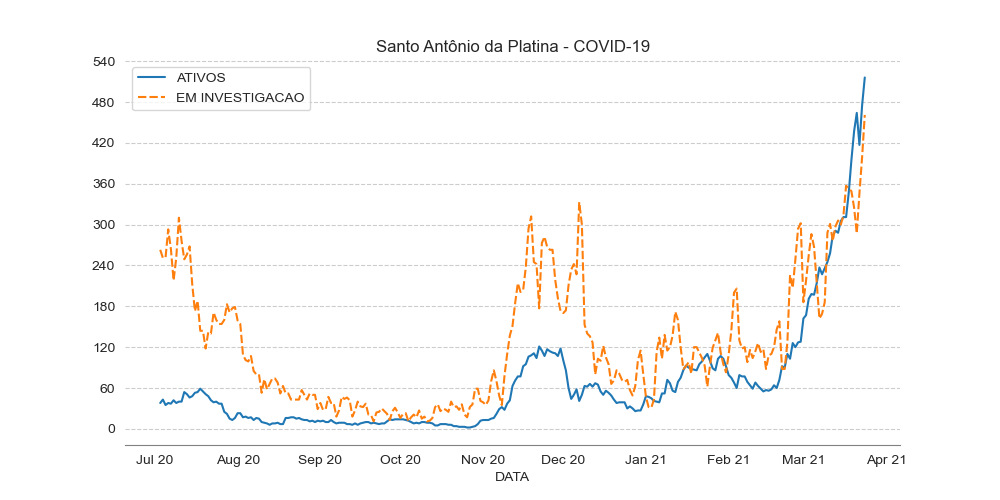 Santo Antônio da Platina - COVID-19
ATIVOS
EM INVESTIGACAO
540
480
420
360
300
240
180
120
60
0
Jul 20 Aug 20 Sep 20 Oct 20 Nov 20 Dec 20 Jan 21 Feb 21 Mar 21 Apr 21
DATA